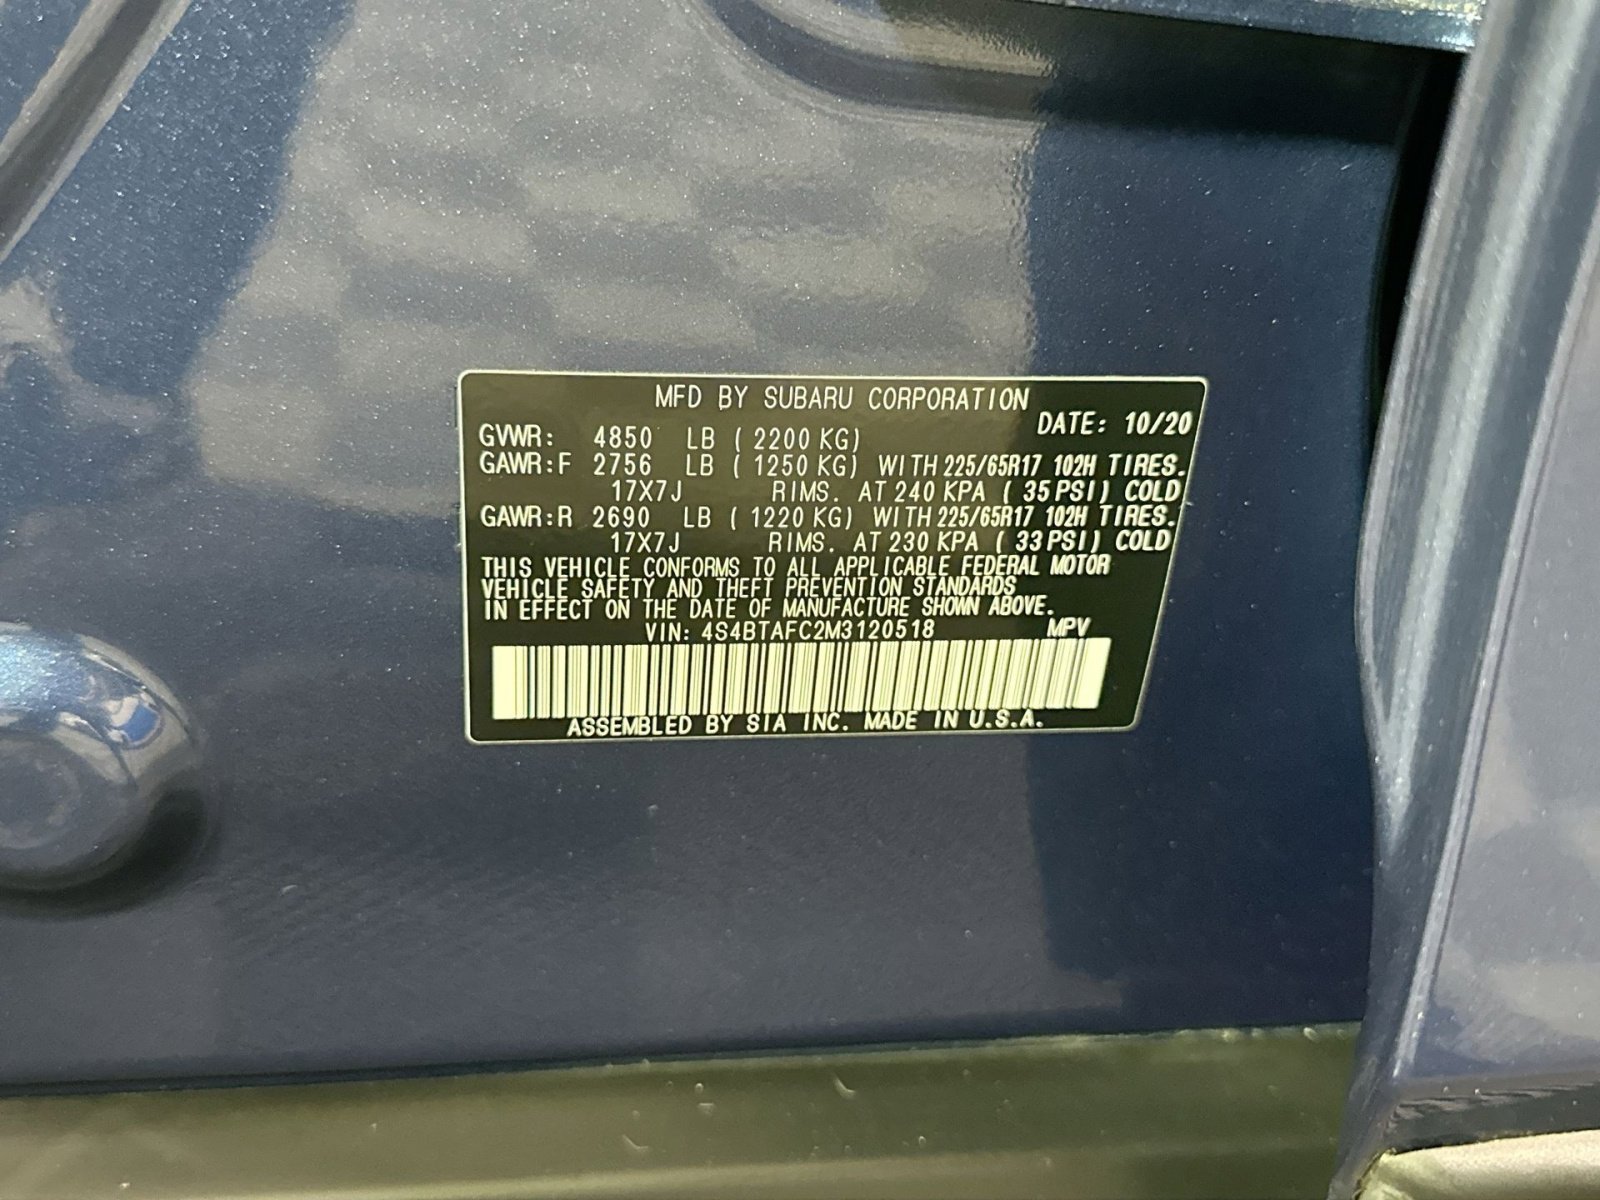 MFD BY SUBARU CORPORATION
DATE: 10/20
GVWR: 4850 LB ( 2200 KG)
GAWR:F 2756 LB ( 1250 KG) WITH 225/65R17 102H TIRES.
17X7J RIMS. AT 240 KPA ( 35 PSI) COLD
GAWR:R 2690 LB ( 1220 KG) WITH 225/65R17 102H TIRES.
17X7J RIMS. AT 230 KPA ( 33 PSI) COLD
THIS VEHICLE CONFORMS TO ALL APPLICABLE FEDERAL MOTOR
VEHICLE SAFETY AND THEFT PREVENTION STANDARDS
IN EFFECT ON THE DATE OF MANUFACTURE SHOWN ABOVE.
VIN: 4S4BTAFC2M3120518 MPV
ASSEMBLED BY SIA INC. MADE IN U.S.A.